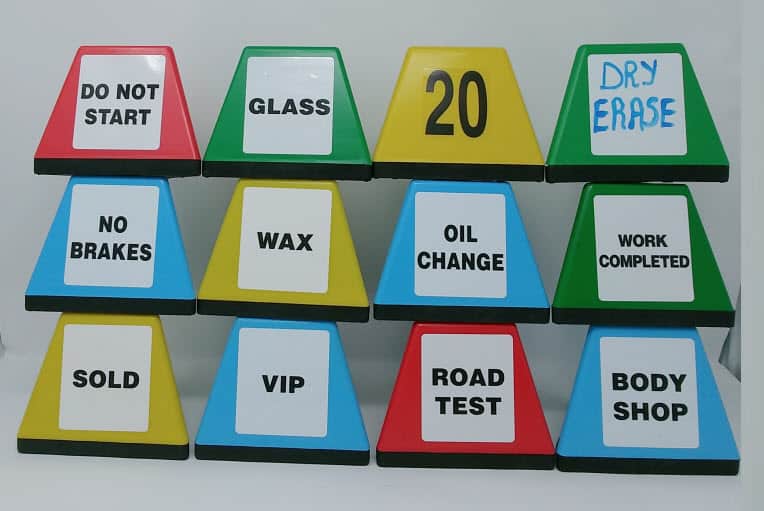 DO NOT
START
GLASS
20
DRY
ERASE
NO
BRAKES
WAX
OIL
CHANGE
WORK
COMPLETED
SOLD
VIP
ROAD
TEST
BODY
SHOP